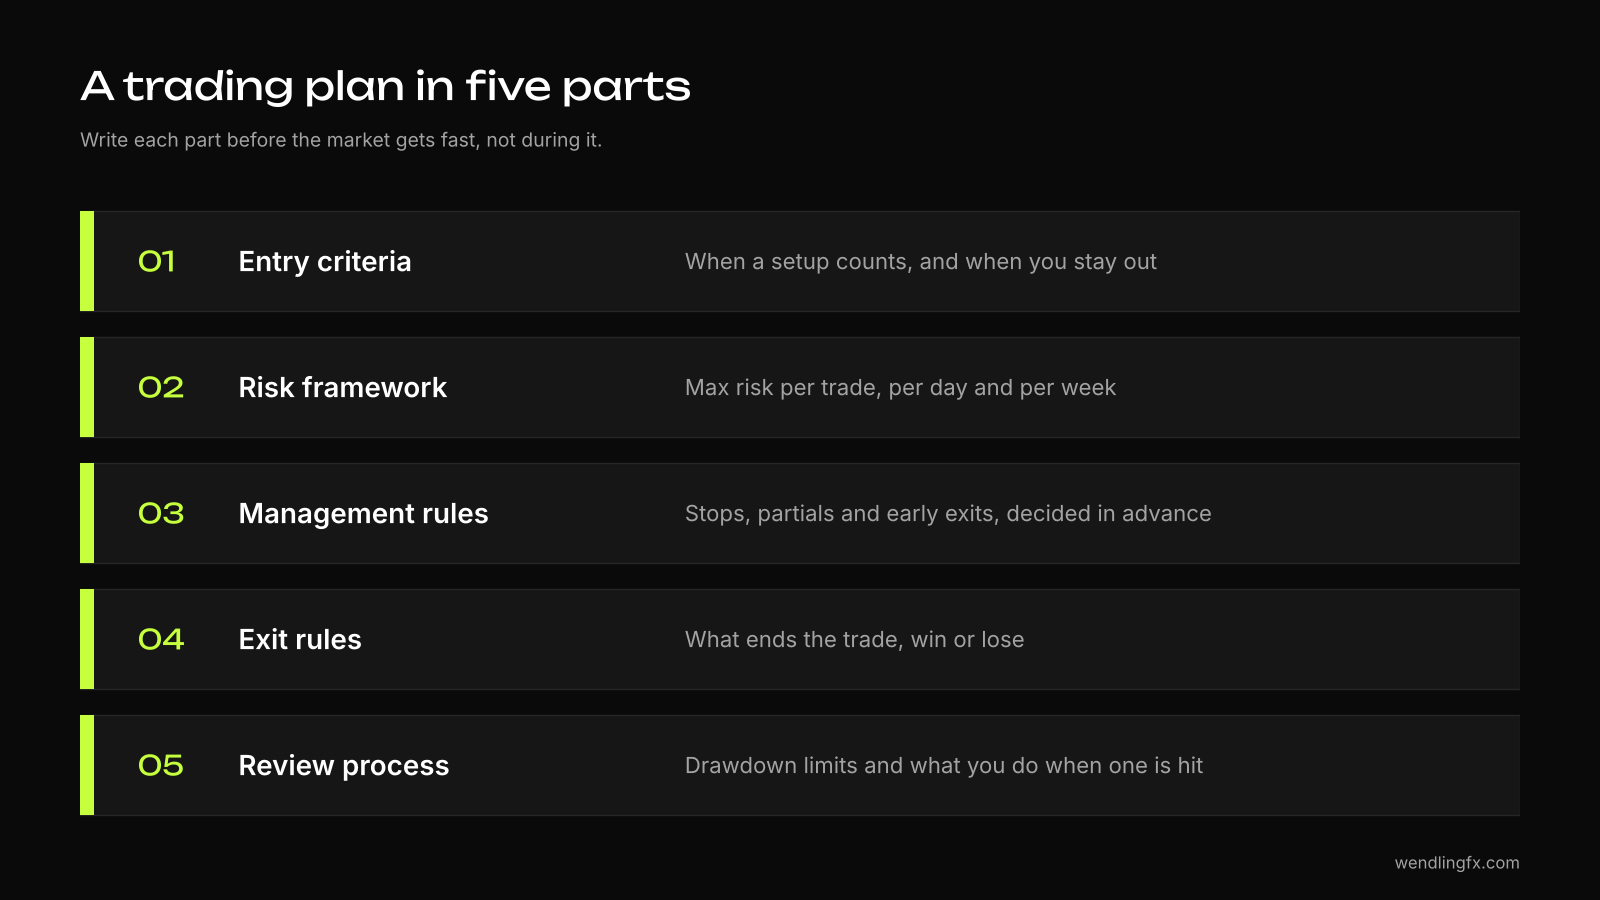 A trading plan in five parts
Write each part before the market gets fast, not during it.
01 Entry criteria When a setup counts, and when you stay out
02 Risk framework Max risk per trade, per day and per week
03 Management rules Stops, partials and early exits, decided in advance
04 Exit rules What ends the trade, win or lose
05 Review process Drawdown limits and what you do when one is hit
wendlingfx.com